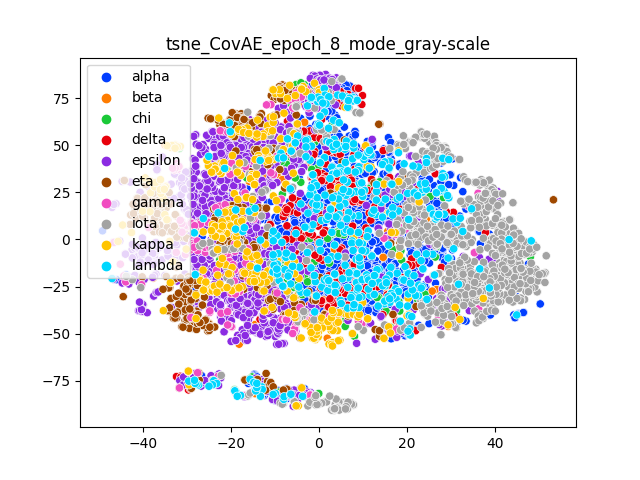 tsne_CovAE_epoch_8_mode_gray-scale
alpha
beta
chi
delta
epsilon
eta
gamma
iota
kappa
lambda
75
50
25
0
−25
−50
−75
−40
−20
0
20
40